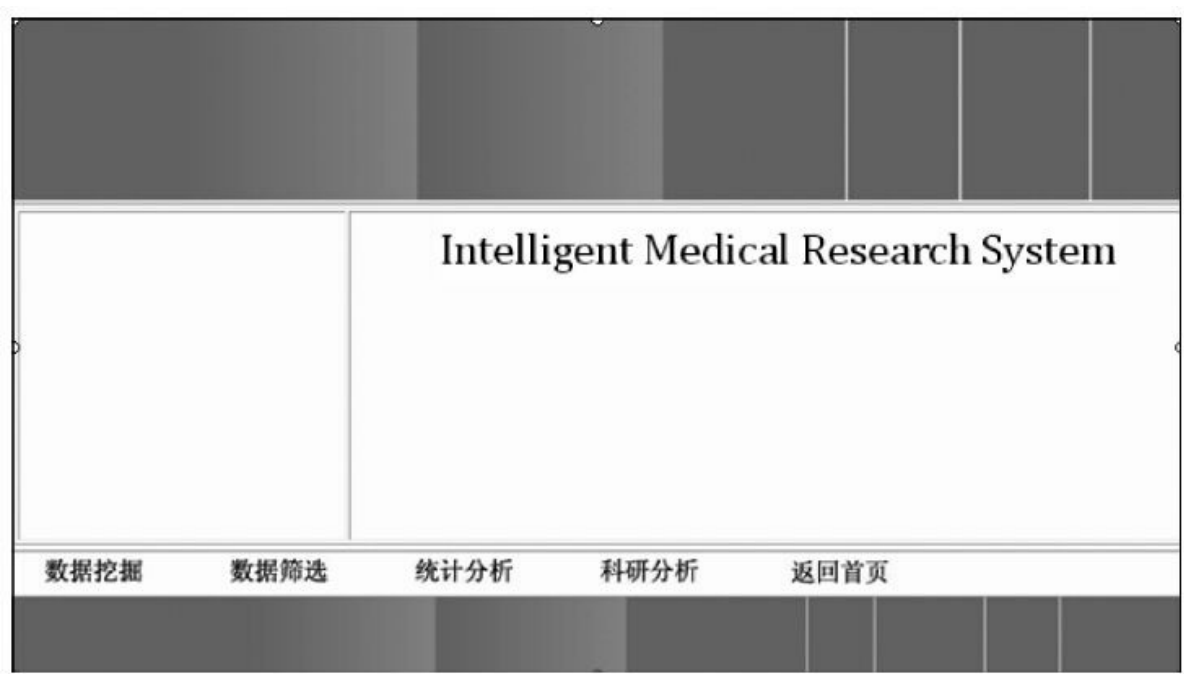 Intelligent Medical Research System
数据挖掘 数据筛选 统计分析 科研分析 返回首页